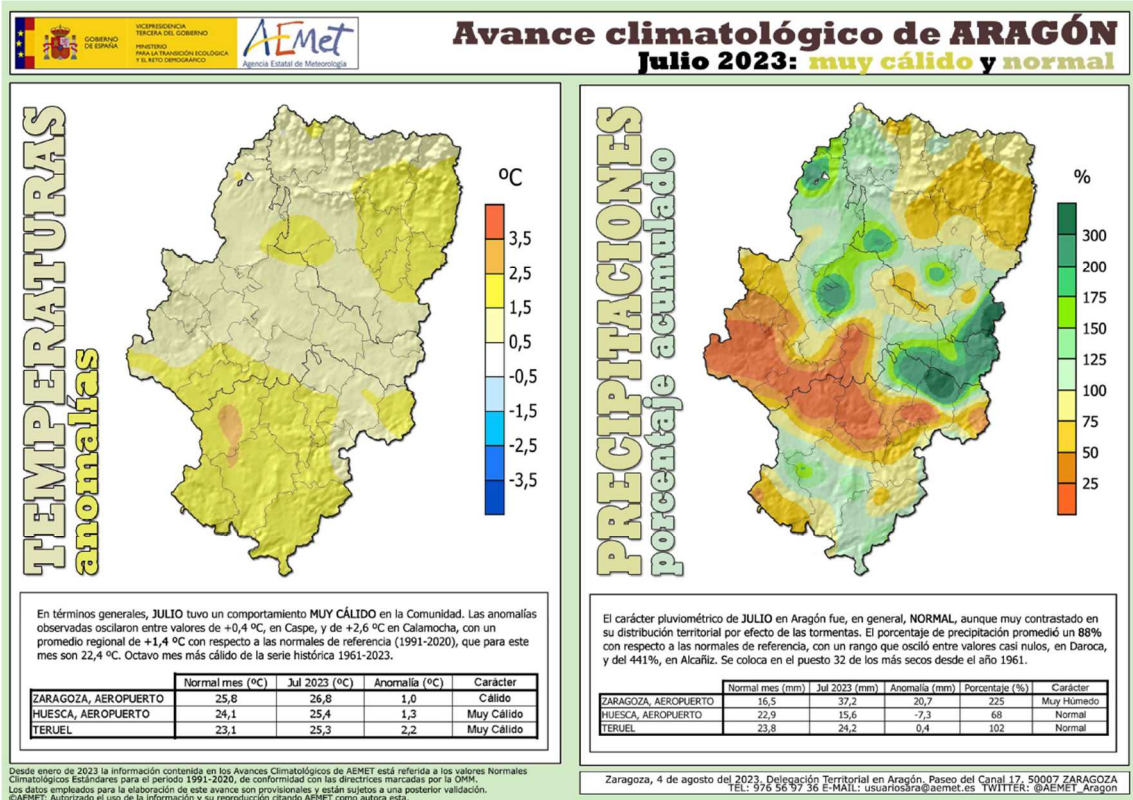 GOBIERNO
DE ESPAÑA
VICEPRESIDENCIA
TERCERA DEL GOBIERNO
MINISTERIO
PARA LA TRANSICIÓN ECOLÓGICA
Y EL RETO DEMOGRÁFICO
AEMet
Agencia Estatal de Meteorología
Avance climatológico de ARAGÓN
Julio 2023: muy cálido y normal
TEMPERATURAS
anomalías
ºC
3,5
2,5
1,5
0,5
-0,5
-1,5
-2,5
-3,5
En términos generales, JULIO tuvo un comportamiento MUY CÁLIDO en la Comunidad. Las anomalías
observadas oscilaron entre valores de +0,4 ºC, en Caspe, y de +2,6 ºC en Calamocha, con un
promedio regional de +1,4 ºC con respecto a las normales de referencia (1991-2020), que para este
mes son 22,4 ºC. Octavo mes más cálido de la serie histórica 1961-2023.
Normal mes (ºC) Jul 2023 (ºC) Anomalía (ºC) Carácter
ZARAGOZA, AEROPUERTO 25,8 26,8 1,0 Cálido
HUESCA, AEROPUERTO 24,1 25,4 1,3 Muy Cálido
TERUEL 23,1 25,3 2,2 Muy Cálido
PRECIPITACIONES
porcentaje acumulado
%
300
200
175
150
125
100
75
50
25
El carácter pluviométrico de JULIO en Aragón fue, en general, NORMAL, aunque muy contrastado en
su distribución territorial por efecto de las tormentas. El porcentaje de precipitación promedió un 88%
con respecto a las normales de referencia, con un rango que osciló entre valores casi nulos, en Daroca,
y del 441%, en Alcañiz. Se coloca en el puesto 32 de los más secos desde el año 1961.
Normal mes (mm) Jul 2023 (mm) Anomalía (mm) Porcentaje (%) Carácter
ZARAGOZA, AEROPUERTO 16,5 37,2 20,7 225 Muy Húmedo
HUESCA, AEROPUERTO 22,9 15,6 -7,3 68 Normal
TERUEL 23,8 24,2 0,4 102 Normal
Desde enero de 2023 la información contenida en los Avances Climatológicos de AEMET está referida a los valores Normales
Climatológicos Estándares para el periodo 1991-2020, de conformidad con las directrices marcadas por la OMM.
Los datos empleados para la elaboración de este avance son provisionales y están sujetos a una posterior validación.
©AEMET: Autorizado el uso de la información y su reproducción citando AEMET como autora esta.
Zaragoza, 4 de agosto del 2023. Delegación Territorial en Aragón. Paseo del Canal 17. 50007 ZARAGOZA
TEL: 976 56 97 36 E-MAIL: usuariosara@aemet.es TWITTER: @AEMET_Aragon